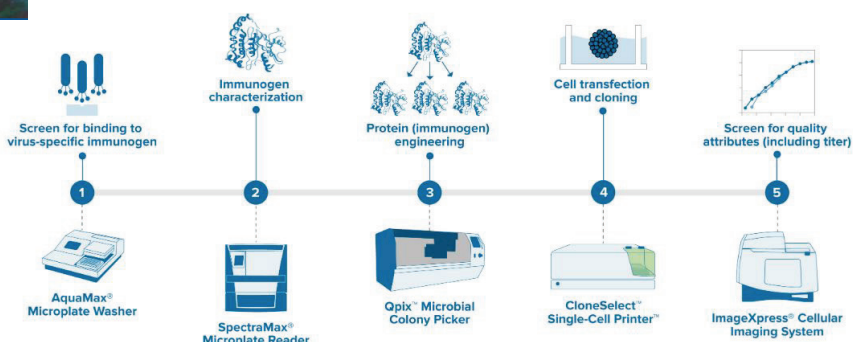 Screen for binding to
virus-specific immunogen
Immunogen
characterization
Protein (immunogen)
engineering
Cell transfection
and cloning
Screen for quality
attributes (including titer)
1
2
3
4
5
AquaMax®
Microplate Washer
SpectraMax®
Microplate Reader
Qpix™ Microbial
Colony Picker
CloneSelect™
Single-Cell Printer™
ImageXpress® Cellular
Imaging System